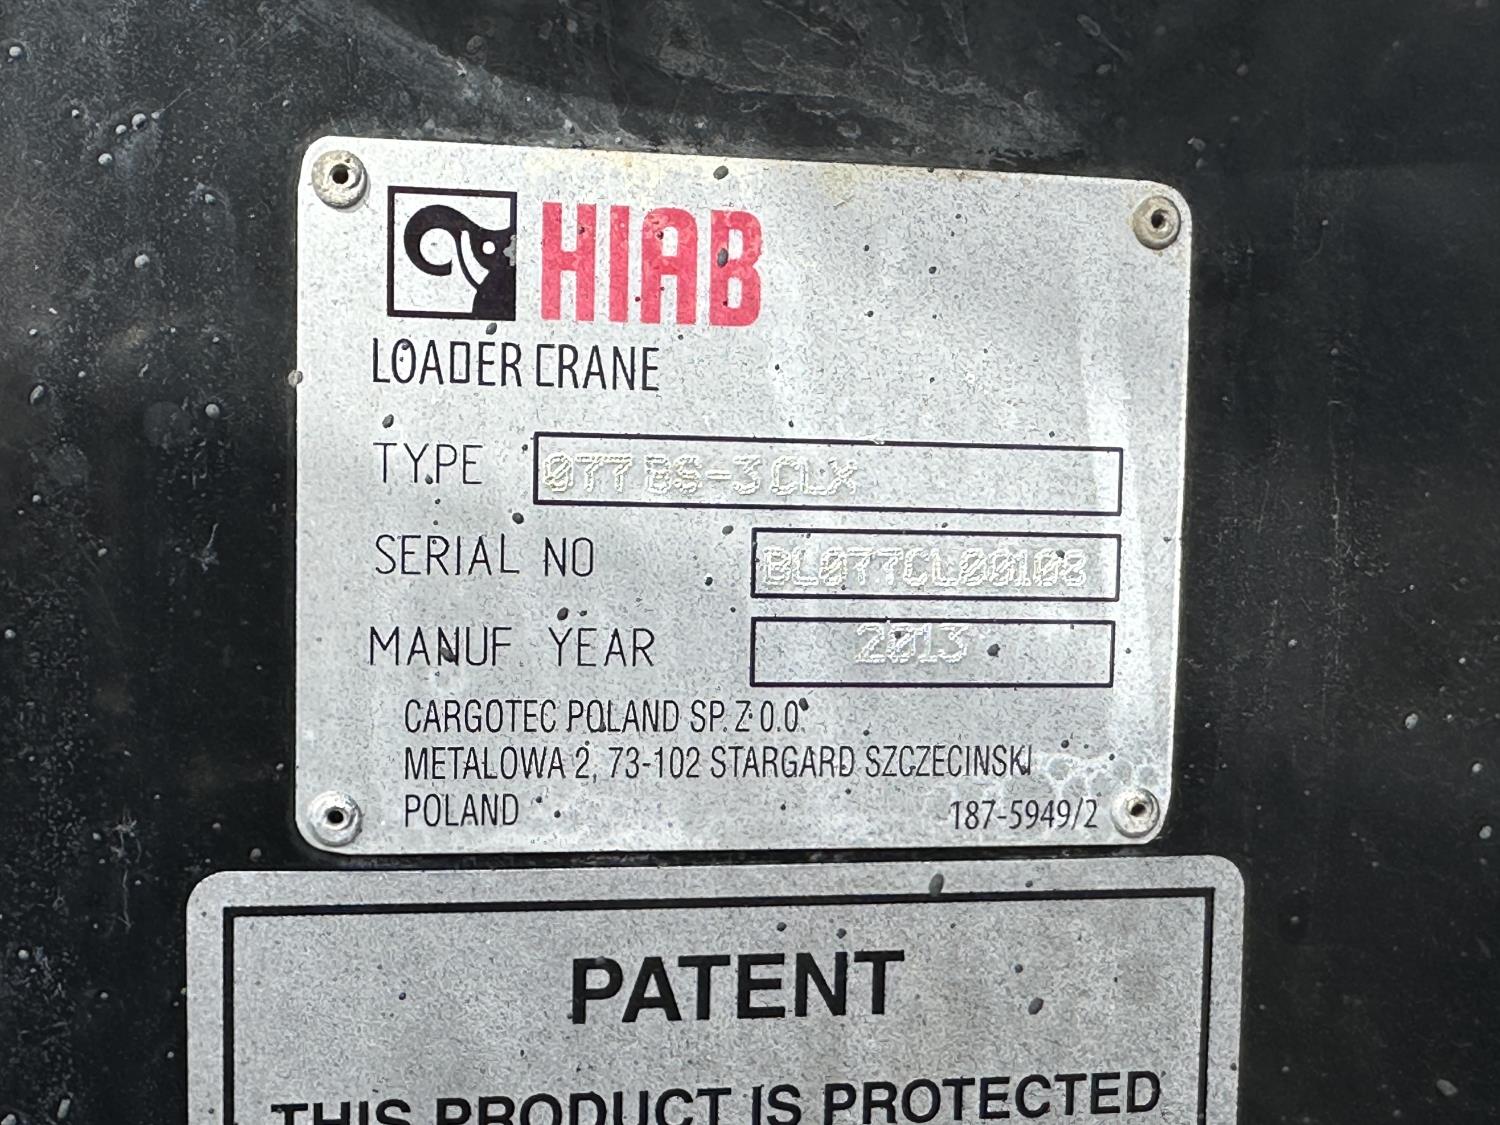 HIAB
LOADER CRANE
TYPE 077 BS-3 CLX
SERIAL NO BL077CL00108
MANUF YEAR 2013
CARGOTEC POLAND SP. Z O.O.
METALOWA 2, 73-102 STARGARD SZCZECINSKI
POLAND 187-5949/2
PATENT
THIS PRODUCT IS PROTECTED